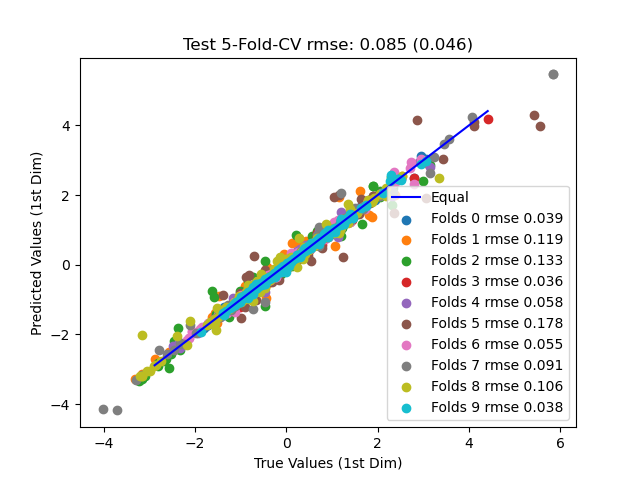 Test 5-Fold-CV rmse: 0.085 (0.046)
Predicted Values (1st Dim)
4
2
0
−2
−4
Equal
Folds 0 rmse 0.039
Folds 1 rmse 0.119
Folds 2 rmse 0.133
Folds 3 rmse 0.036
Folds 4 rmse 0.058
Folds 5 rmse 0.178
Folds 6 rmse 0.055
Folds 7 rmse 0.091
Folds 8 rmse 0.106
Folds 9 rmse 0.038
−4 −2 0 2 4 6
True Values (1st Dim)